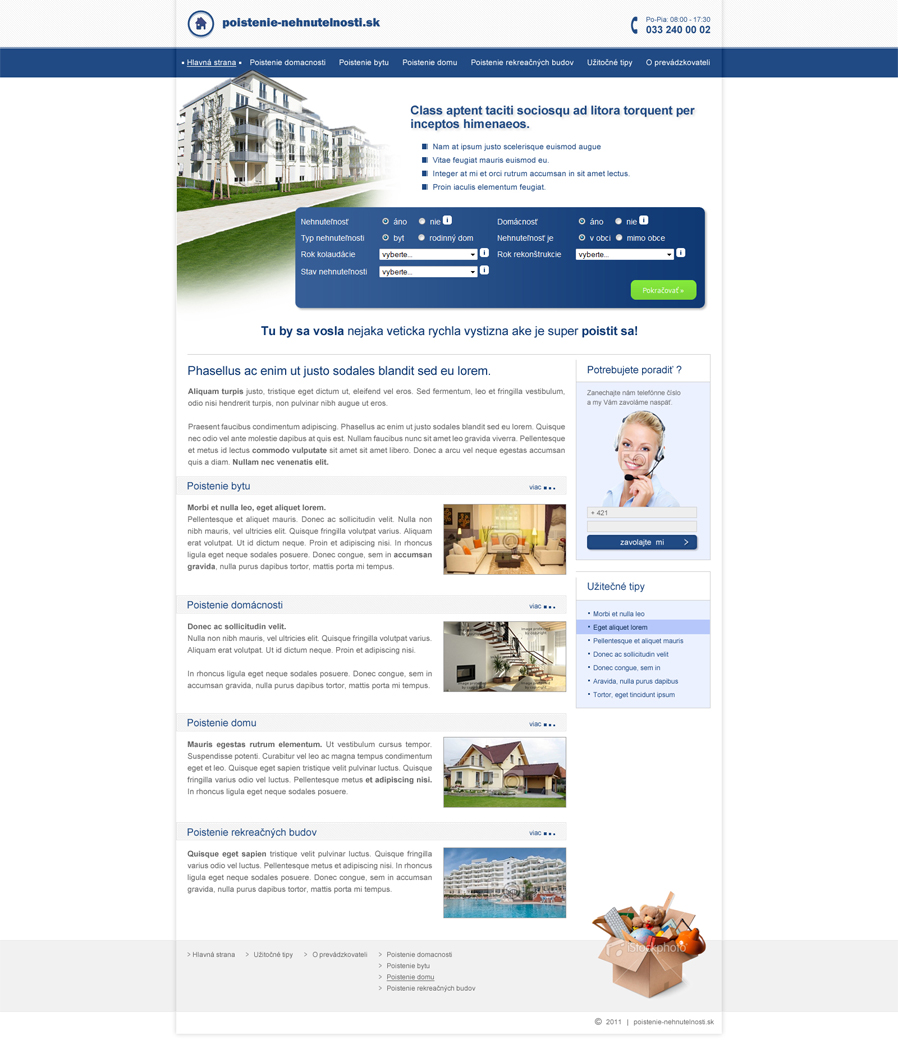 poistenie-nehnutelnosti.sk
Po-Pia: 08:00 - 17:30
033 240 00 02
Hlavná strana
Poistenie domacnosti
Poistenie bytu
Poistenie domu
Poistenie rekreačných budov
Užitočné tipy
O prevádzkovateli
Class aptent taciti sociosqu ad litora torquent per
inceptos himenaeos.
Nam at ipsum justo scelerisque euismod augue
Vitae feugiat mauris euismod eu.
Integer at mi et orci rutrum accumsan in sit amet lectus.
Proin iaculis elementum feugiat.
Nehnuteľnosť áno nie i Domácnosť áno nie i
Typ nehnuteľnosti byt rodinný dom Nehnuteľnosť je v obci mimo obce
Rok kolaudácie vyberte... i Rok rekonštrukcie vyberte... i
Stav nehnuteľnosti vyberte... i
Pokračovať »
Tu by sa vosla nejaka veticka rychla vystizna ake je super poistit sa!
Phasellus ac enim ut justo sodales blandit sed eu lorem.
Aliquam turpis justo, tristique eget dictum ut, eleifend vel eros. Sed fermentum, leo et fringilla vestibulum,
odio nisi hendrerit turpis, non pulvinar nibh augue ut eros.
Praesent faucibus condimentum adipiscing. Phasellus ac enim ut justo sodales blandit sed eu lorem. Quisque
nec odio vel ante molestie dapibus at quis est. Nullam faucibus nunc sit amet leo gravida viverra. Pellentesque
et metus id lectus commodo vulputate sit amet sit amet libero. Donec a arcu vel neque egestas accumsan
quis a diam. Nullam nec venenatis elit.
Poistenie bytu
viac
Morbi et nulla leo, eget aliquet lorem.
Pellentesque et aliquet mauris. Donec ac sollicitudin velit. Nulla non
nibh mauris, vel ultricies elit. Quisque fringilla volutpat varius. Aliquam
erat volutpat. Ut id dictum neque. Proin et adipiscing nisi. In rhoncus
ligula eget neque sodales posuere. Donec congue, sem in accumsan
gravida, nulla purus dapibus tortor, mattis porta mi tempus.
Poistenie domácnosti
viac
Donec ac sollicitudin velit.
Nulla non nibh mauris, vel ultricies elit. Quisque fringilla volutpat varius.
Aliquam erat volutpat. Ut id dictum neque. Proin et adipiscing nisi.
In rhoncus ligula eget neque sodales posuere. Donec congue, sem in
accumsan gravida, nulla purus dapibus tortor, mattis porta mi tempus.
Poistenie domu
viac
Mauris egestas rutrum elementum. Ut vestibulum cursus tempor.
Suspendisse potenti. Curabitur vel leo ac magna tempus condimentum
eget et leo. Quisque eget sapien tristique velit pulvinar luctus. Quisque
fringilla varius odio vel luctus. Pellentesque metus et adipiscing nisi.
In rhoncus ligula eget neque sodales posuere.
Poistenie rekreačných budov
viac
Quisque eget sapien tristique velit pulvinar luctus. Quisque fringilla
varius odio vel luctus. Pellentesque metus et adipiscing nisi. In rhoncus
ligula eget neque sodales posuere. Donec congue, sem in accumsan
gravida, nulla purus dapibus tortor, mattis porta mi tempus.
Potrebujete poradiť ?
Zanechajte nám telefónne číslo
a my Vám zavoláme naspäť.
+ 421
zavolajte mi
Užitečné tipy
Morbi et nulla leo
Eget aliquet lorem
Pellentesque et aliquet mauris
Donec ac sollicitudin velit
Donec congue, sem in
Aravida, nulla purus dapibus
Tortor, eget tincidunt ipsum
iStockphoto
> Hlavná strana
> Užitočné tipy
> O prevádzkovateli
> Poistenie domacnosti
> Poistenie bytu
> Poistenie domu
> Poistenie rekreačných budov
© 2011 | poistenie-nehnutelnosti.sk